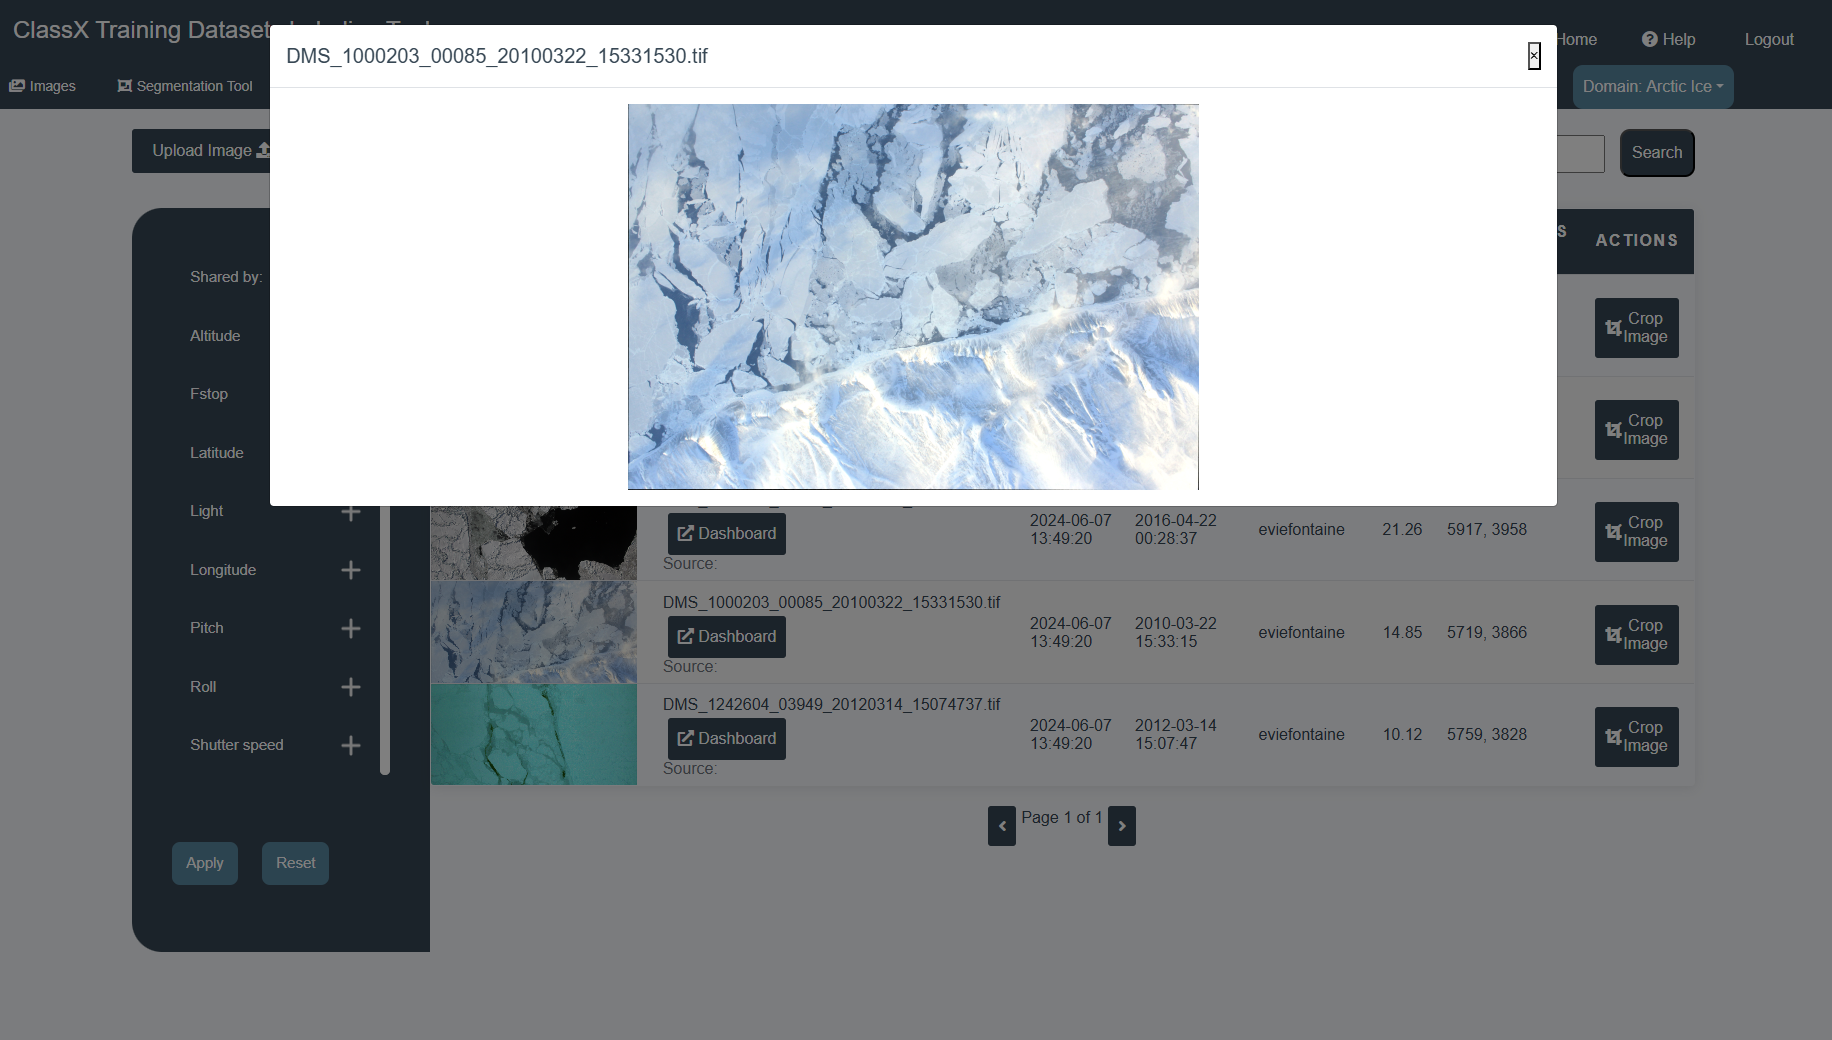 ClassX Training Dataset
DMS_1000203_00085_20100322_15331530.tif
×
Home
Help
Logout
Images
Segmentation Tool
Domain: Arctic Ice
Upload Image
Search
Shared by:
Altitude
Fstop
Latitude
Light
Longitude
Pitch
Roll
Shutter speed
Apply
Reset
S
ACTIONS
Crop
Image
Crop
Image
Dashboard
Source:
2024-06-07
13:49:20
2016-04-22
00:28:37
eviefontaine
21.26
5917, 3958
Crop
Image
DMS_1000203_00085_20100322_15331530.tif
Dashboard
Source:
2024-06-07
13:49:20
2010-03-22
15:33:15
eviefontaine
14.85
5719, 3866
Crop
Image
DMS_1242604_03949_20120314_15074737.tif
Dashboard
Source:
2024-06-07
13:49:20
2012-03-14
15:07:47
eviefontaine
10.12
5759, 3828
Crop
Image
Page 1 of 1